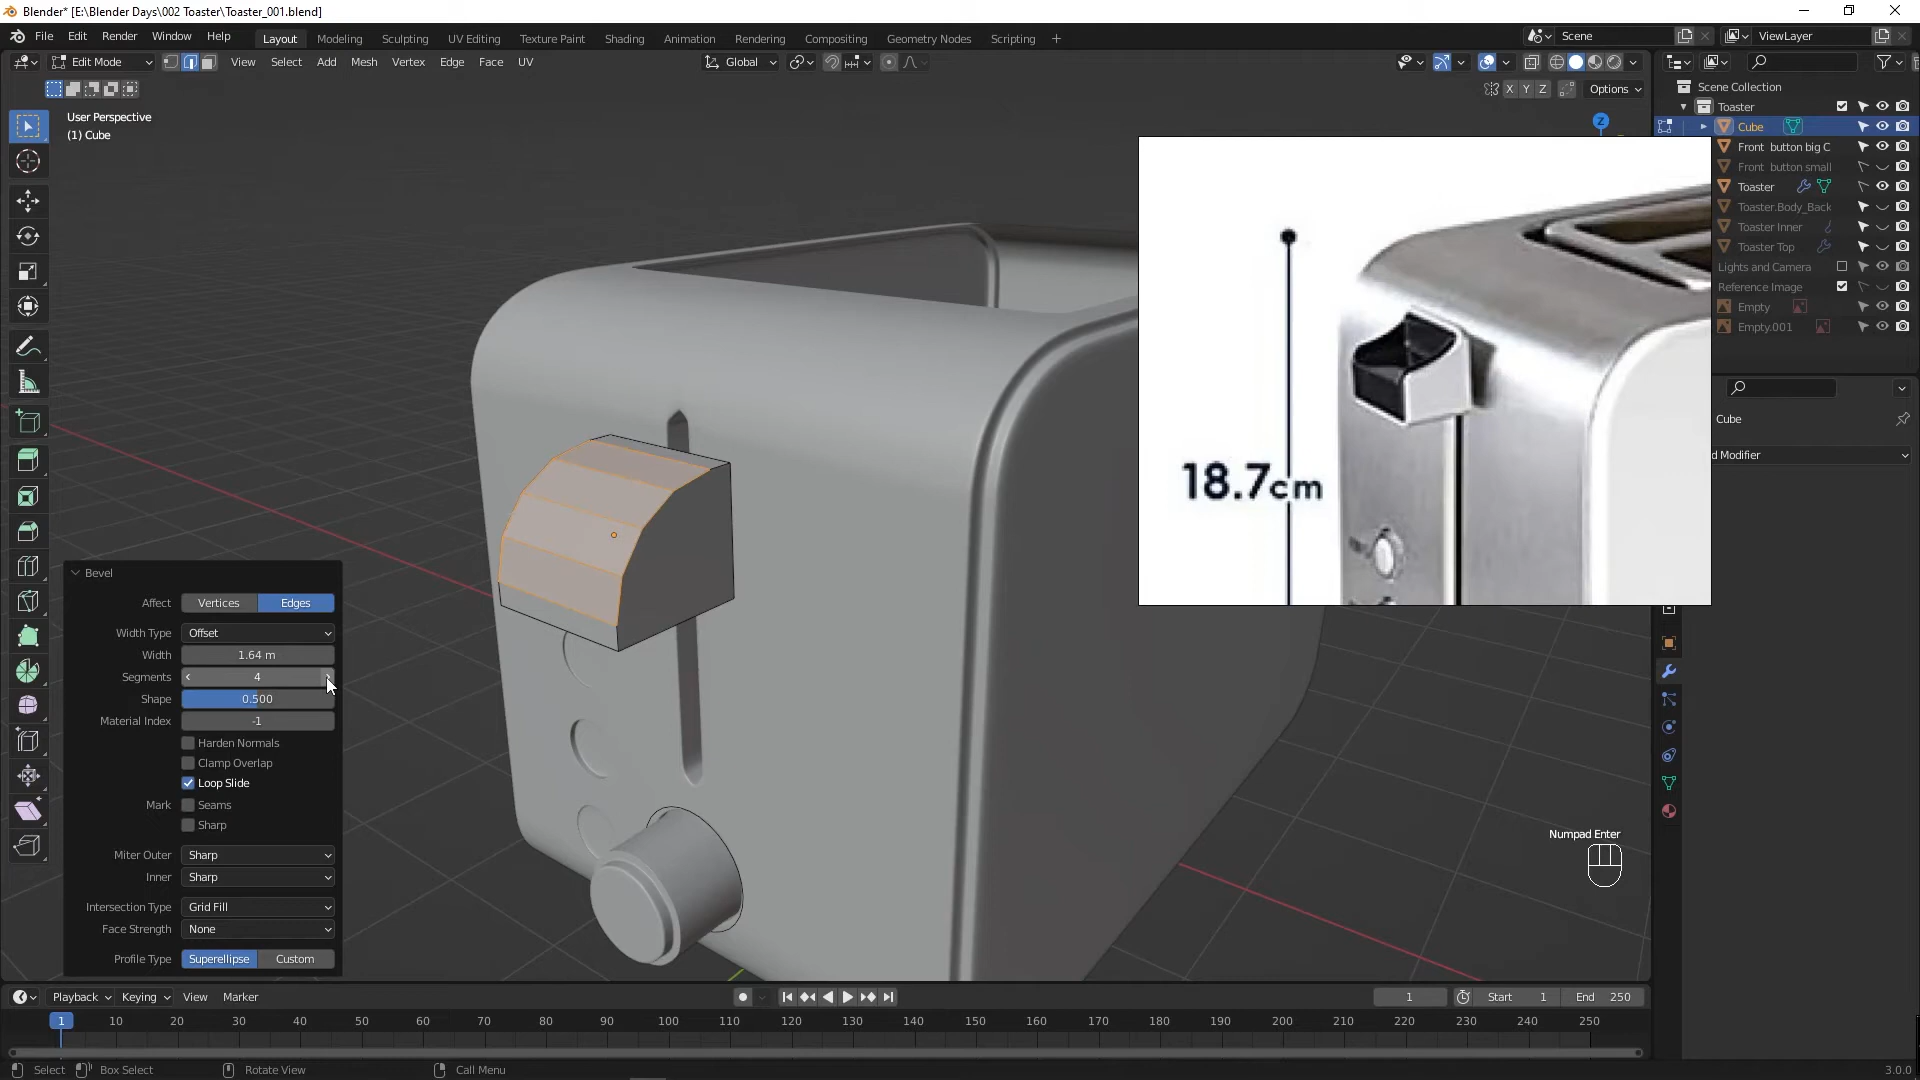 Blender* [E:\Blender Days\002 Toaster\Toaster_001.blend]
File Edit Render Window Help Layout Modeling Sculpting UV Editing Texture Paint Shading Animation Rendering Compositing Geometry Nodes Scripting + Scene ViewLayer
Edit Mode View Select Add Mesh Vertex Edge Face UV Global
X Y Z Options
Scene Collection
Toaster
Cube
Front button big C
Front button small
Toaster
Toaster.Body_Back
Toaster Inner
Toaster Top
Lights and Camera
Reference Image
Empty
Empty.001
User Perspective
(1) Cube
Z
18.7cm
Cube
d Modifier
Bevel
Affect Vertices Edges
Width Type Offset
Width 1.64 m
Segments 4
Shape 0.500
Material Index -1
Harden Normals
Clamp Overlap
Loop Slide
Mark Seams
Sharp
Miter Outer Sharp
Inner Sharp
Intersection Type Grid Fill
Face Strength None
Profile Type Superellipse Custom
Numpad Enter
Playback Keying View Marker 1 Start 1 End 250
1 10 20 30 40 50 60 70 80 90 100 110 120 130 140 150 160 170 180 190 200 210 220 230 240 250
Select Box Select Rotate View Call Menu 3.0.0